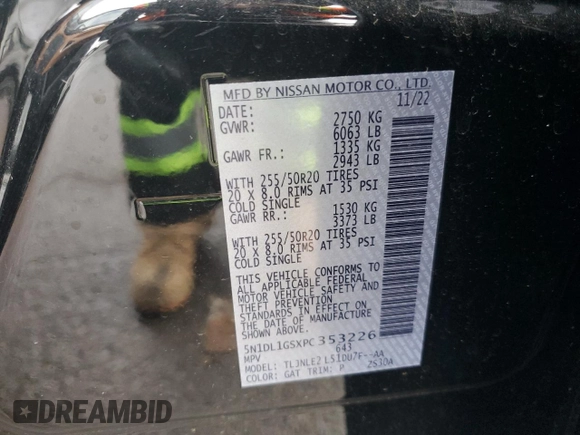 MFD BY NISSAN MOTOR CO., LTD.
DATE: 11/22
GVWR: 2750 KG
6063 LB
GAWR FR.: 1335 KG
2943 LB
WITH 255/50R20 TIRES
20 X 8.0 RIMS AT 35 PSI
COLD SINGLE
GAWR RR.: 1530 KG
3373 LB
WITH 255/50R20 TIRES
20 X 8.0 RIMS AT 35 PSI
COLD SINGLE
THIS VEHICLE CONFORMS TO
ALL APPLICABLE FEDERAL
MOTOR VEHICLE SAFETY AND
THEFT PREVENTION
STANDARDS IN EFFECT ON
THE DATE OF MANUFACTURE
SHOWN ABOVE.
5N1DL1GSXPC353226
MPV 643
MODEL:
COLOR: GAT TRIM: P
DREAMBID